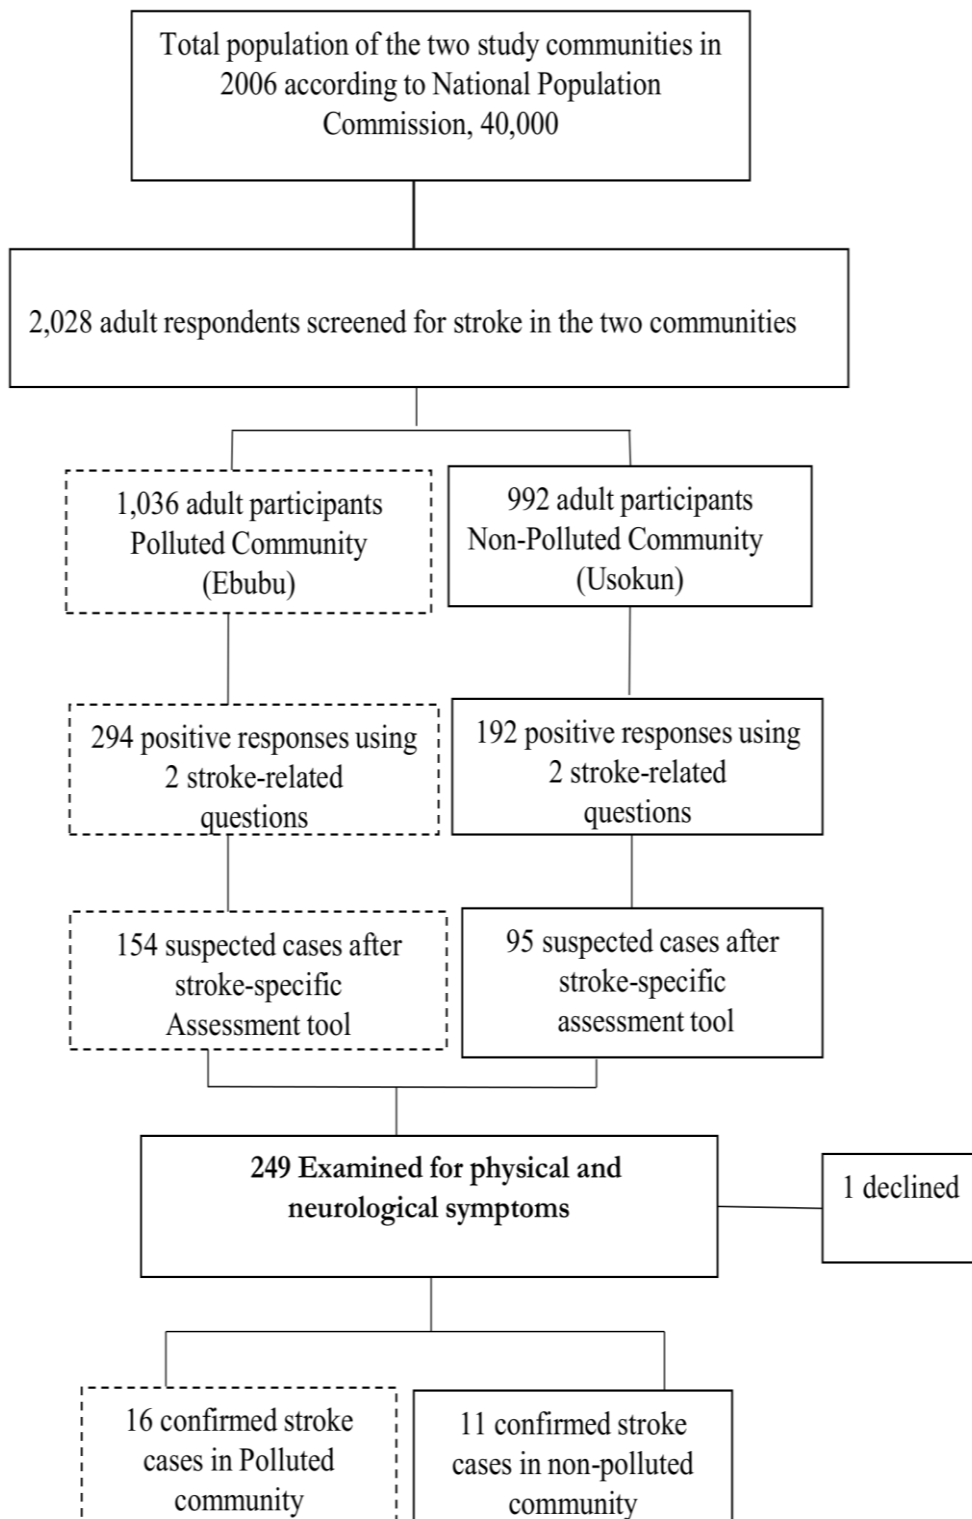 Total population of the two study communities in
2006 according to National Population
Commission, 40,000
2,028 adult respondents screened for stroke in the two communities
1,036 adult participants
Polluted Community
(Ebubu)
992 adult participants
Non-Polluted Community
(Usokun)
294 positive responses using
2 stroke-related
questions
192 positive responses using
2 stroke-related
questions
154 suspected cases after
stroke-specific
Assessment tool
95 suspected cases after
stroke-specific
assessment tool
249 Examined for physical and
neurological symptoms
1 declined
16 confirmed stroke
cases in Polluted
community
11 confirmed stroke
cases in non-polluted
community